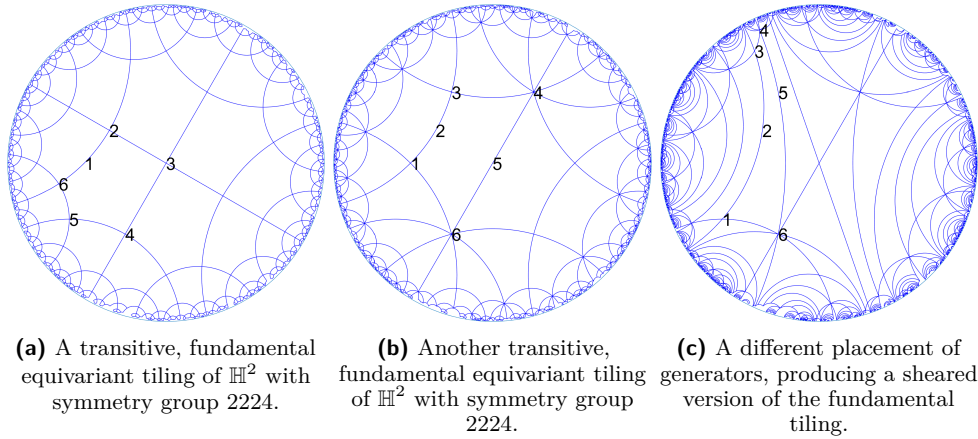 2
1
3
6
5
4
3
4
2
1
5
6
4
3
5
2
1
6
(a) A transitive, fundamental
equivariant tiling of ℍ² with
symmetry group 2224.
(b) Another transitive,
fundamental equivariant tiling
of ℍ² with symmetry group
2224.
(c) A different placement of
generators, producing a sheared
version of the fundamental
tiling.